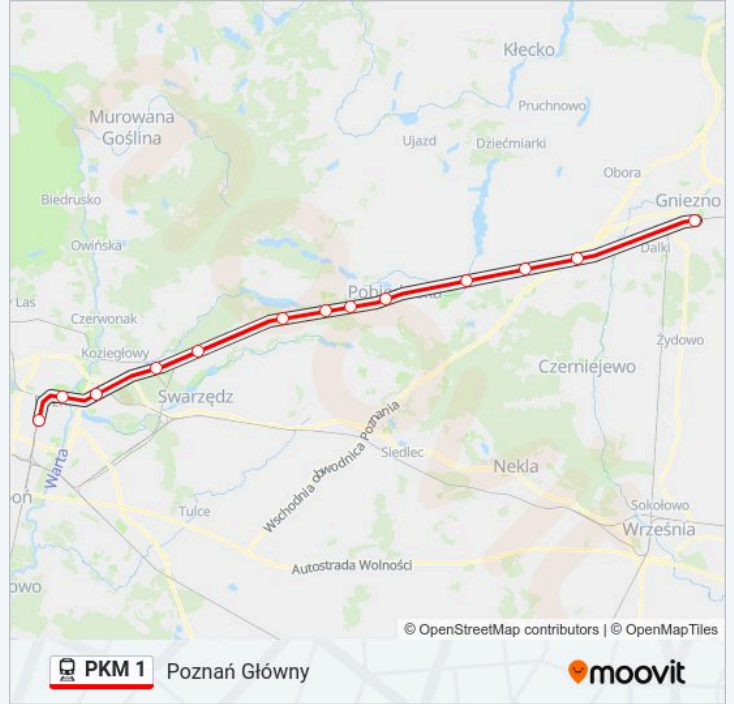 Kłecko
Pruchnowo
Murowana
Goślina
Ujazd
Dziećmiarki
Obora
Gniezno
Biedrusko
Owińska
Dalki
Las
Czerwonak
Żydowo
Koziegłowy
Czerniejewo
Swarzędz
Warta
Siedlec
Nekla
Wschodnia obwodnica Poznania
Tulce
Sokołowo
Września
Autostrada Wolności
© OpenStreetMap contributors | © OpenMapTiles
PKM 1
Poznań Główny
moovit